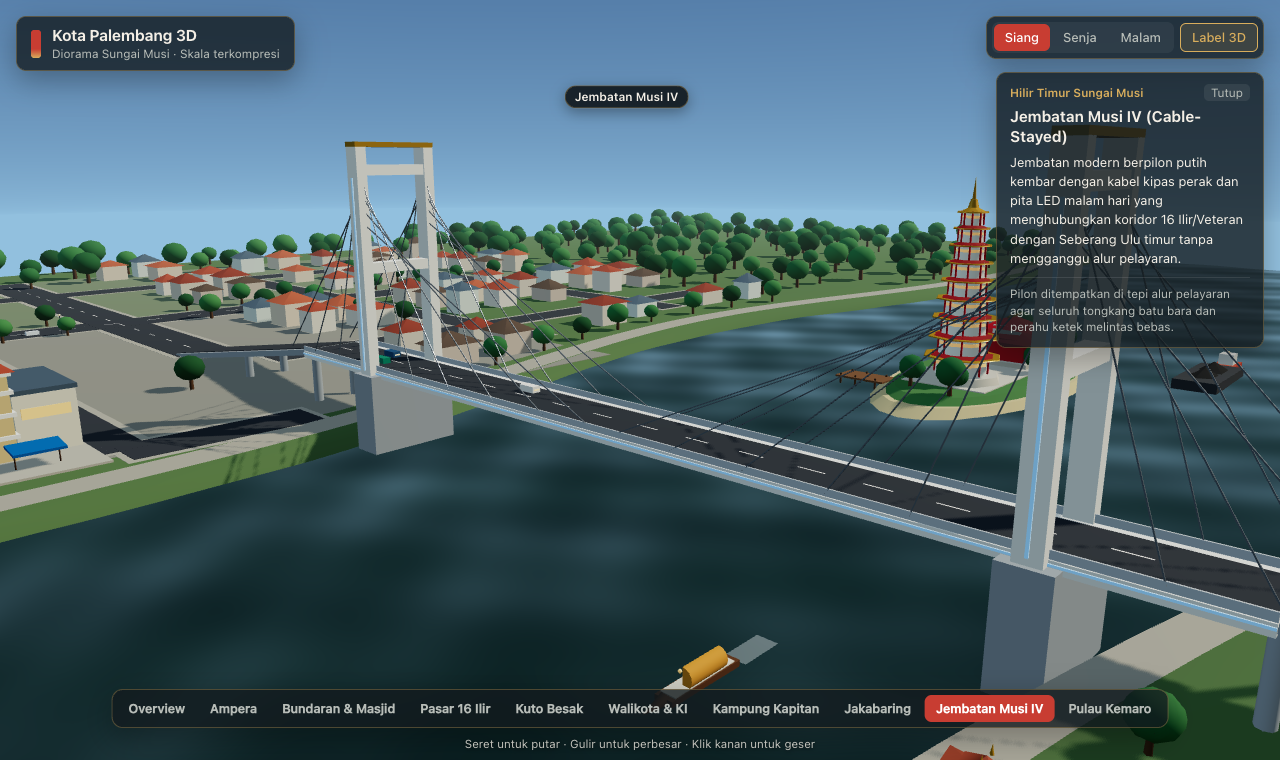 Kota Palembang 3D
Diorama Sungai Musi · Skala terkompresi
Siang Senja Malam Label 3D
Jembatan Musi IV
Hilir Timur Sungai Musi Tutup
Jembatan Musi IV (Cable-
Stayed)
Jembatan modern berpilon putih
kembar dengan kabel kipas perak dan
pita LED malam hari yang
menghubungkan koridor 16 Ilir/Veteran
dengan Seberang Ulu timur tanpa
mengganggu alur pelayaran.
Pilon ditempatkan di tepi alur pelayaran
agar seluruh tongkang batu bara dan
perahu ketek melintas bebas.
Overview Ampera Bundaran & Masjid Pasar 16 Ilir Kuto Besak Walikota & KI Kampung Kapitan Jakabaring Jembatan Musi IV Pulau Kemaro
Seret untuk putar · Gulir untuk perbesar · Klik kanan untuk geser